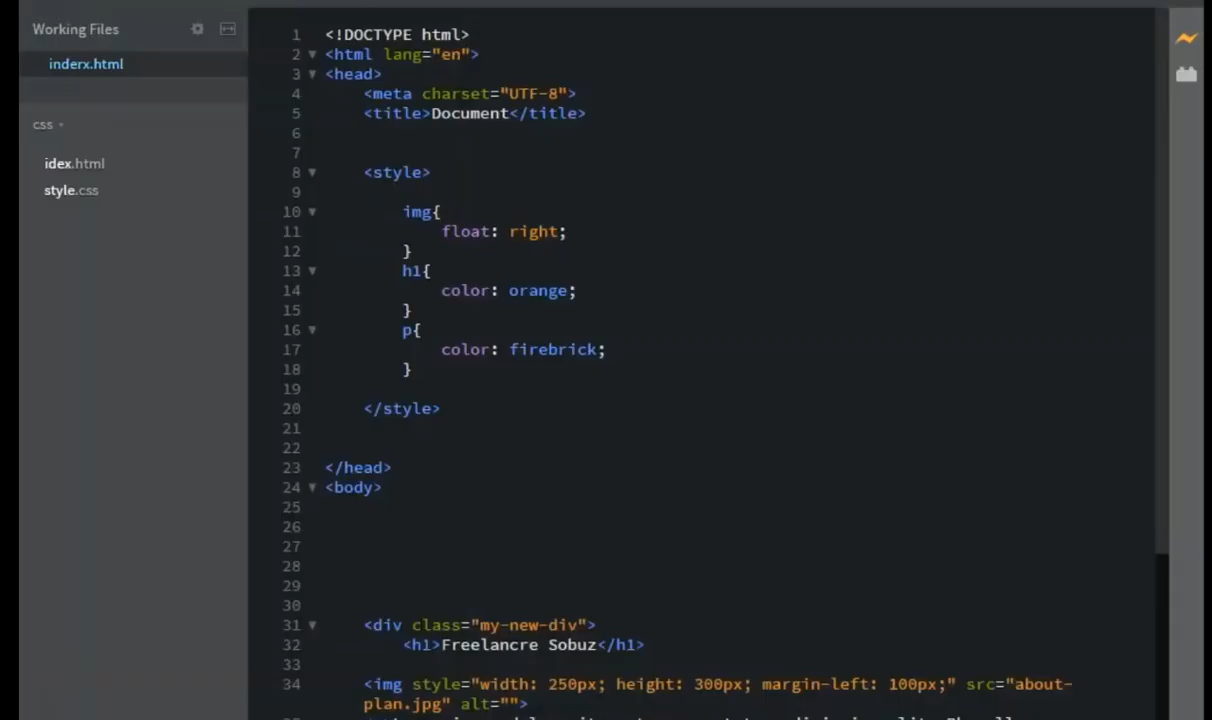 Working Files
inderx.html
css
idex.html
style.css
1 <!DOCTYPE html>
2 <html lang="en">
3 <head>
4 <meta charset="UTF-8">
5 <title>Document</title>
6
7
8 <style>
9
10 img{
11 float: right;
12 }
13 h1{
14 color: orange;
15 }
16 p{
17 color: firebrick;
18 }
19
20 </style>
21
22
23 </head>
24 <body>
25
26
27
28
29
30
31 <div class="my-new-div">
32 <h1>Freelancre Sobuz</h1>
33
34 <img style="width: 250px; height: 300px; margin-left: 100px;" src="about-
plan.jpg" alt="">